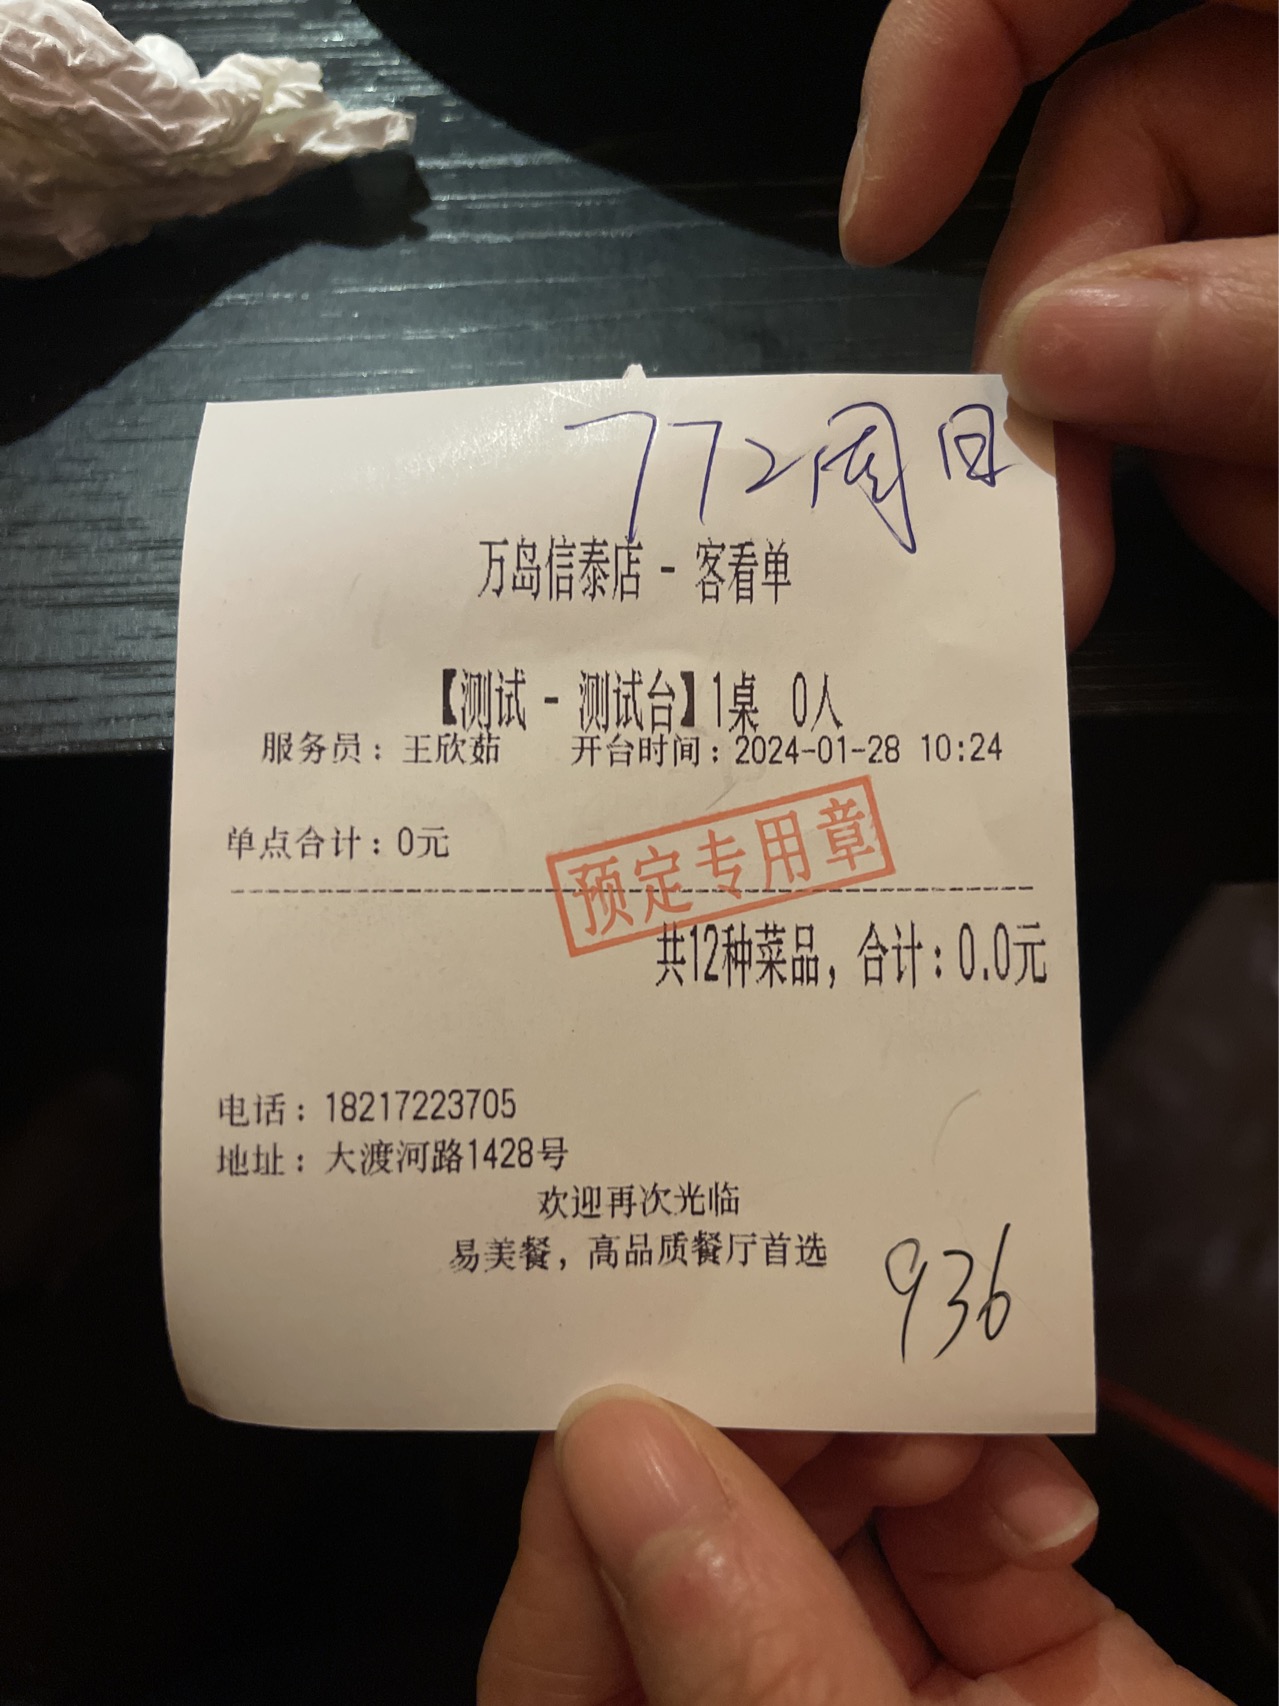 772周日
万岛信泰店 - 客看单
【测试 - 测试台】1桌 0人
服务员：王欣茹 开台时间：2024-01-28 10:24
单点合计：0元
预定专用章
共12种菜品，合计：0.0元
电话：18217223705
地址：大渡河路1428号
欢迎再次光临
易美餐，高品质餐厅首选
936